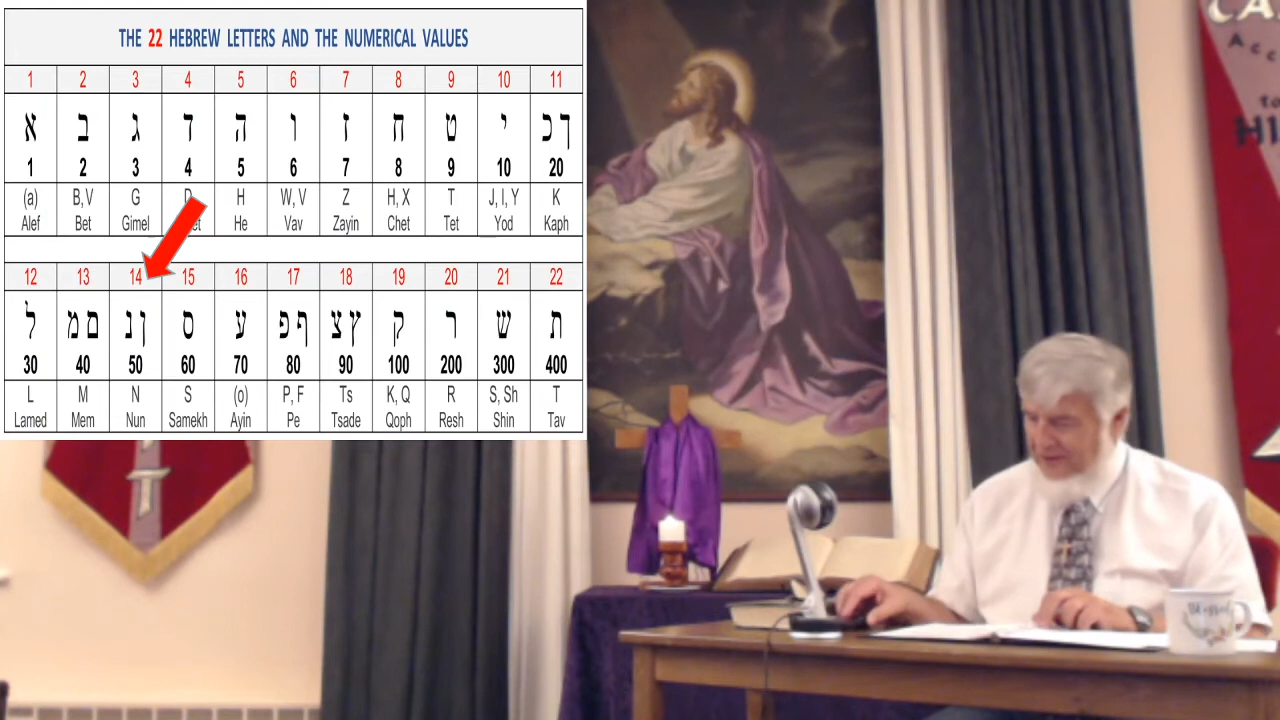 THE 22 HEBREW LETTERS AND THE NUMERICAL VALUES
1 2 3 4 5 6 7 8 9 10 11
א ב ג ד ה ו ז ח ט י כ ך
1 2 3 4 5 6 7 8 9 10 20
(a) B,V G H W, V Z H, X T J, I, Y K
Alef Bet Gimel He Vav Zayin Chet Tet Yod Kaph
12 13 14 15 16 17 18 19 20 21 22
ל מ ם נ ן ס ע פ ף צ ץ ק ר ש ת
30 40 50 60 70 80 90 100 200 300 400
L M N S (o) P, F Ts K, Q R S, Sh T
Lamed Mem Nun Samekh Ayin Pe Tsade Qoph Resh Shin Tav
Blessed